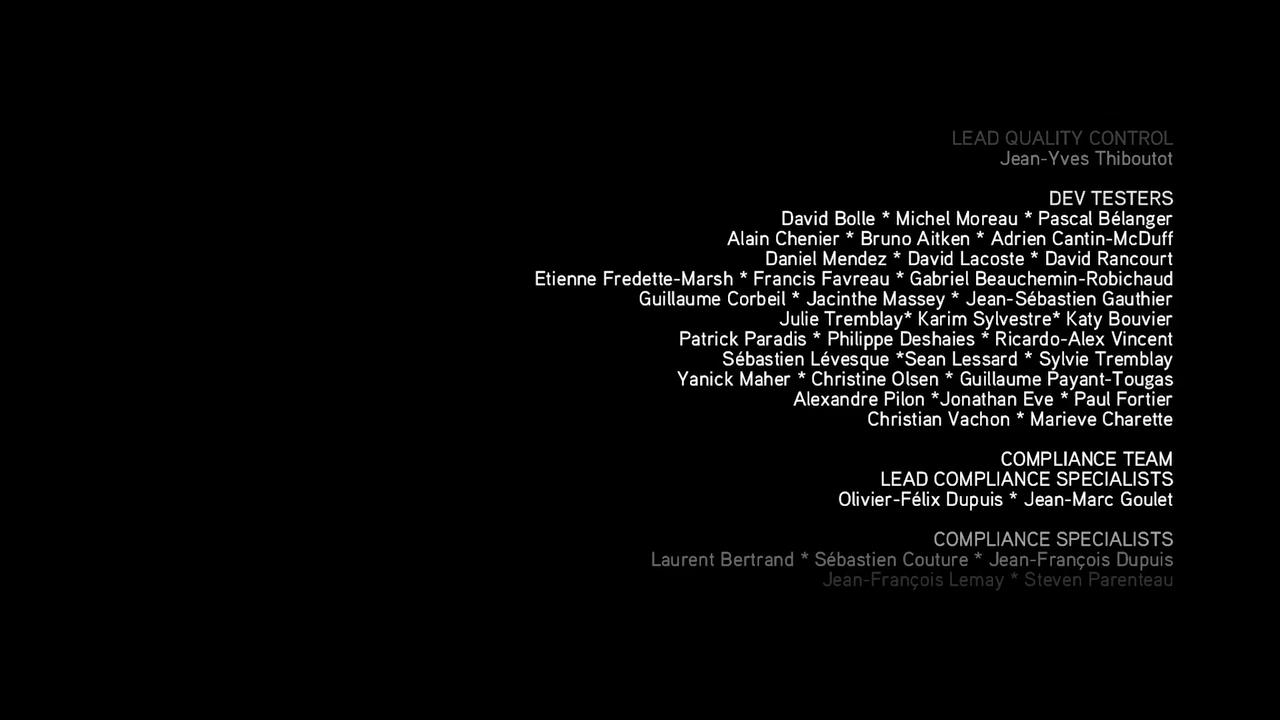 LEAD QUALITY CONTROL
Jean-Yves Thiboutot
DEV TESTERS
David Bolle * Michel Moreau * Pascal Bélanger
Alain Chenier * Bruno Aitken * Adrien Cantin-McDuff
Daniel Mendez * David Lacoste * David Rancourt
Etienne Fredette-Marsh * Francis Favreau * Gabriel Beauchemin-Robichaud
Guillaume Corbeil * Jacinthe Massey * Jean-Sébastien Gauthier
Julie Tremblay* Karim Sylvestre* Katy Bouvier
Patrick Paradis * Philippe Deshaies * Ricardo-Alex Vincent
Sébastien Lévesque *Sean Lessard * Sylvie Tremblay
Yanick Maher * Christine Olsen * Guillaume Payant-Tougas
Alexandre Pilon *Jonathan Eve * Paul Fortier
Christian Vachon * Marieve Charette
COMPLIANCE TEAM
LEAD COMPLIANCE SPECIALISTS
Olivier-Félix Dupuis * Jean-Marc Goulet
COMPLIANCE SPECIALISTS
Laurent Bertrand * Sébastien Couture * Jean-François Dupuis
Jean-François Lemay * Steven Parenteau